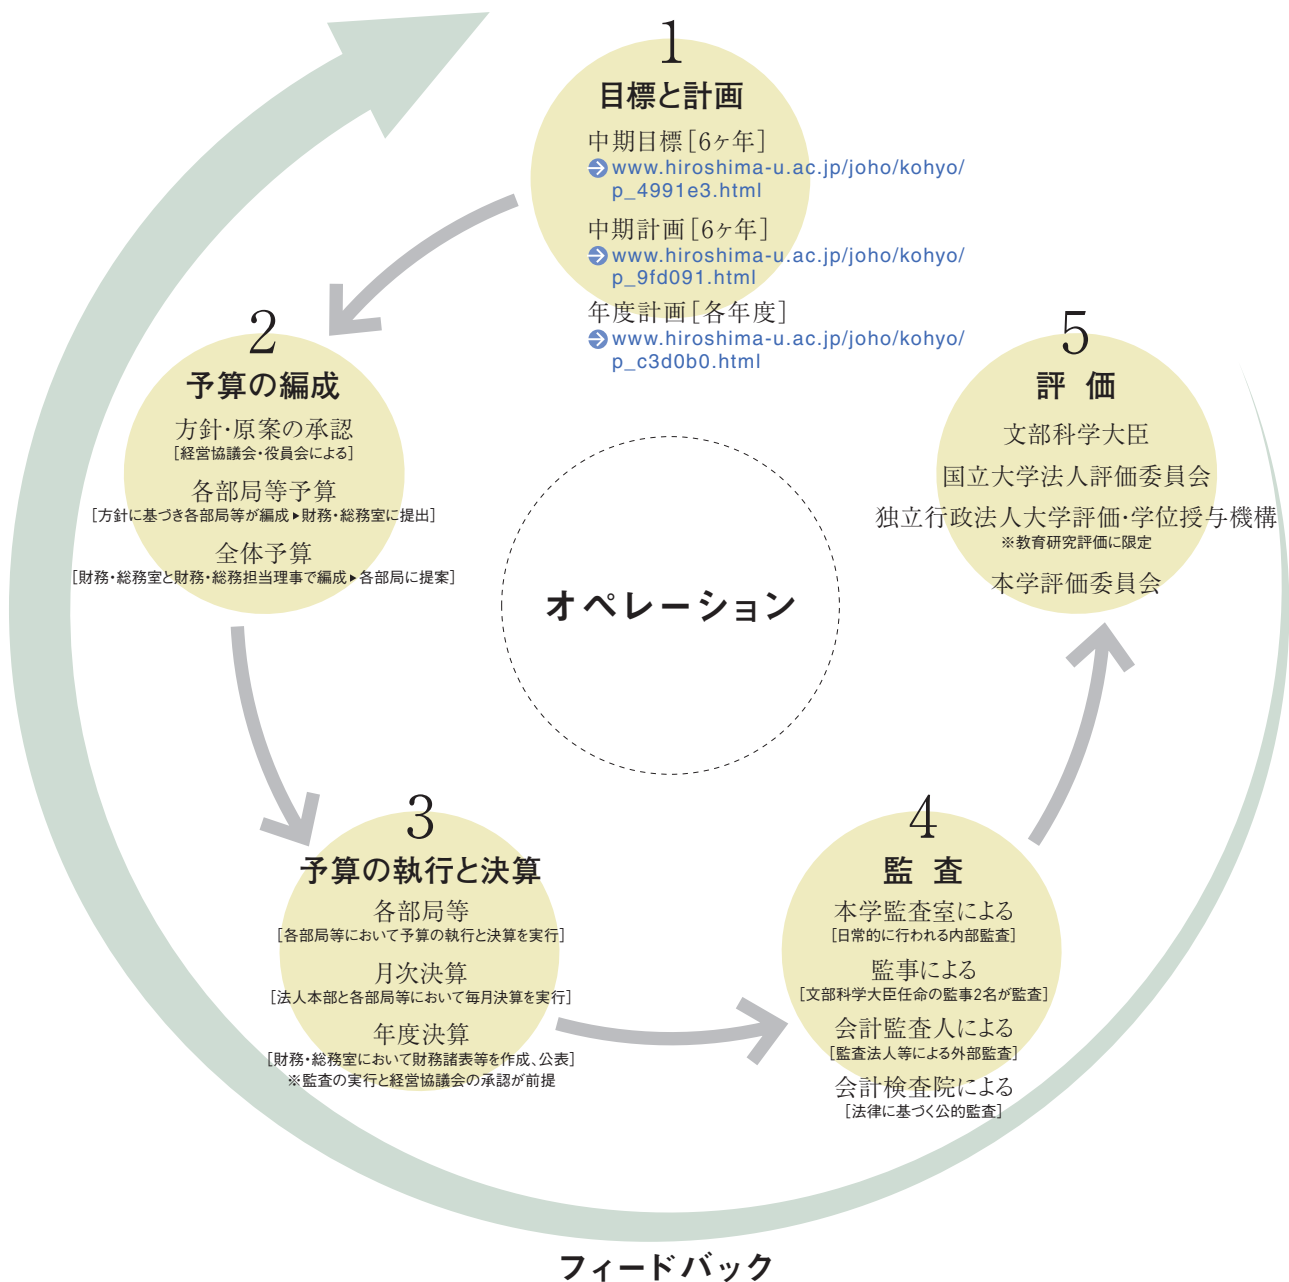 1
目標と計画
中期目標[6ヶ年]
www.hiroshima-u.ac.jp/joho/kohyo/
p_4991e3.html
中期計画[6ヶ年]
www.hiroshima-u.ac.jp/joho/kohyo/
p_9fd091.html
年度計画[各年度]
www.hiroshima-u.ac.jp/joho/kohyo/
p_c3d0b0.html
2
予算の編成
方針・原案の承認
[経営協議会・役員会による]
各部局等予算
[方針に基づき各部局等が編成▶財務・総務室に提出]
全体予算
[財務・総務室と財務・総務担当理事で編成▶各部局に提案]
3
予算の執行と決算
各部局等
[各部局等において予算の執行と決算を実行]
月次決算
[法人本部と各部局等において毎月決算を実行]
年度決算
[財務・総務室において財務諸表等を作成、公表]
※監査の実行と経営協議会の承認が前提
4
監 査
本学監査室による
[日常的に行われる内部監査]
監事による
[文部科学大臣任命の監事2名が監査]
会計監査人による
[監査法人等による外部監査]
会計検査院による
[法律に基づく公的監査]
5
評 価
文部科学大臣
国立大学法人評価委員会
独立行政法人大学評価・学位授与機構
※教育研究評価に限定
本学評価委員会
オペレーション
フィードバック